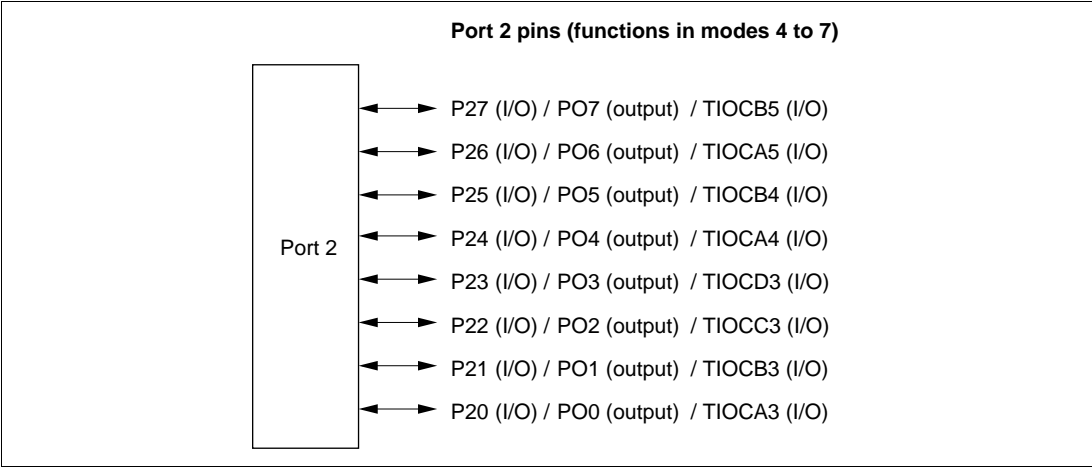 Port 2 pins (functions in modes 4 to 7)
P27 (I/O) / PO7 (output) / TIOCB5 (I/O)
P26 (I/O) / PO6 (output) / TIOCA5 (I/O)
P25 (I/O) / PO5 (output) / TIOCB4 (I/O)
Port 2
P24 (I/O) / PO4 (output) / TIOCA4 (I/O)
P23 (I/O) / PO3 (output) / TIOCD3 (I/O)
P22 (I/O) / PO2 (output) / TIOCC3 (I/O)
P21 (I/O) / PO1 (output) / TIOCB3 (I/O)
P20 (I/O) / PO0 (output) / TIOCA3 (I/O)